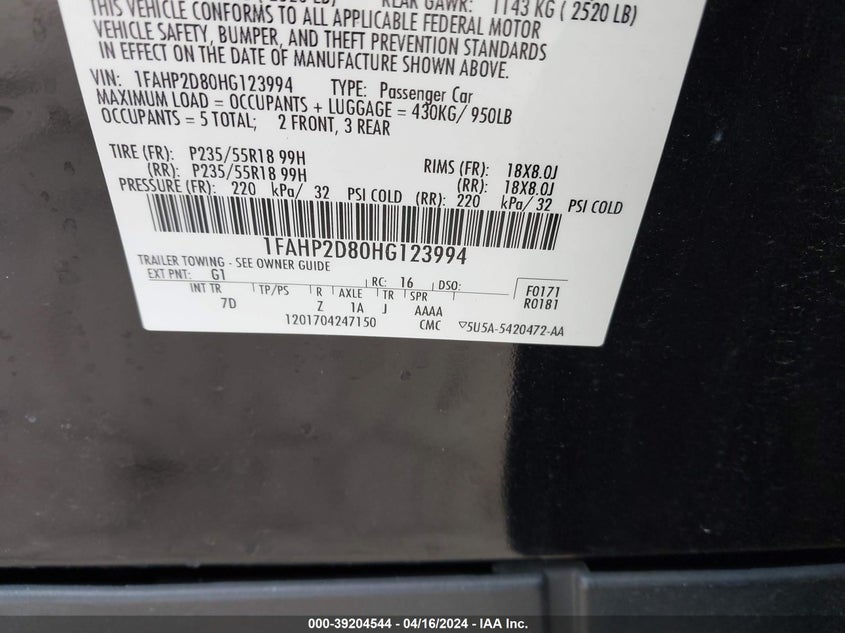 REAR GAWR: 1143 KG ( 2520 LB)
THIS VEHICLE CONFORMS TO ALL APPLICABLE FEDERAL MOTOR
VEHICLE SAFETY, BUMPER, AND THEFT PREVENTION STANDARDS
IN EFFECT ON THE DATE OF MANUFACTURE SHOWN ABOVE.
VIN: 1FAHP2D80HG123994 TYPE: Passenger Car
MAXIMUM LOAD = OCCUPANTS + LUGGAGE = 430KG/ 950LB
OCCUPANTS = 5 TOTAL; 2 FRONT, 3 REAR
TIRE (FR): P235/55R18 99H RIMS (FR): 18X8.0J
(RR): P235/55R18 99H (RR): 18X8.0J
PRESSURE (FR): 220 kPa/ 32 PSI COLD (RR): 220 kPa/ 32 PSI COLD
1FAHP2D80HG123994
TRAILER TOWING - SEE OWNER GUIDE
EXT PNT: G1 RC: 16 DSO: F0171
INT TR TP/PS R AXLE TR SPR R0181
7D Z 1A J AAAA
1201704247150 CMC ▽5U5A-5420472-AA
000-39204544 / 04/16/2024 - IAA Inc.